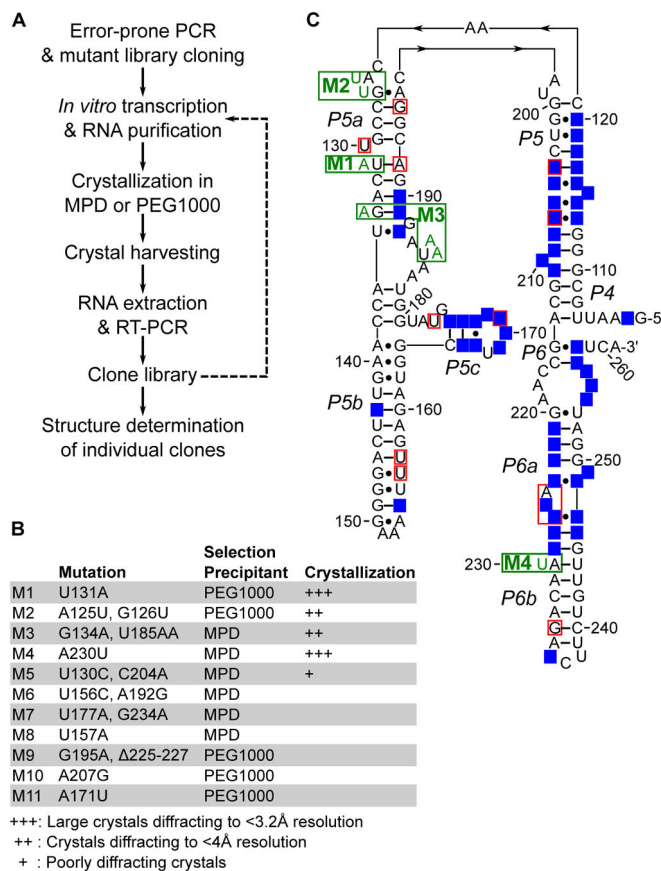 A
Error-prone PCR
& mutant library cloning
In vitro transcription
& RNA purification
Crystallization in
MPD or PEG1000
Crystal harvesting
RNA extraction
& RT-PCR
Clone library
Structure determination
of individual clones
B
Mutation Selection Precipitant Crystallization
M1 U131A PEG1000 +++
M2 A125U, G126U PEG1000 ++
M3 G134A, U185AA MPD ++
M4 A230U MPD +++
M5 U130C, C204A MPD +
M6 U156C, A192G MPD
M7 U177A, G234A MPD
M8 U157A MPD
M9 G195A, Δ225-227 PEG1000
M10 A207G PEG1000
M11 A171U PEG1000
+++: Large crystals diffracting to <3.2Å resolution
++ : Crystals diffracting to <4Å resolution
+ : Poorly diffracting crystals
C
AA
M2
P5a
130
M1
190
M3
180
170
P5c
140
P5b
160
150
200
P5
120
210
110
P4
G-5
P6
UCA-3'
260
220
P6a
250
230
M4
P6b
240